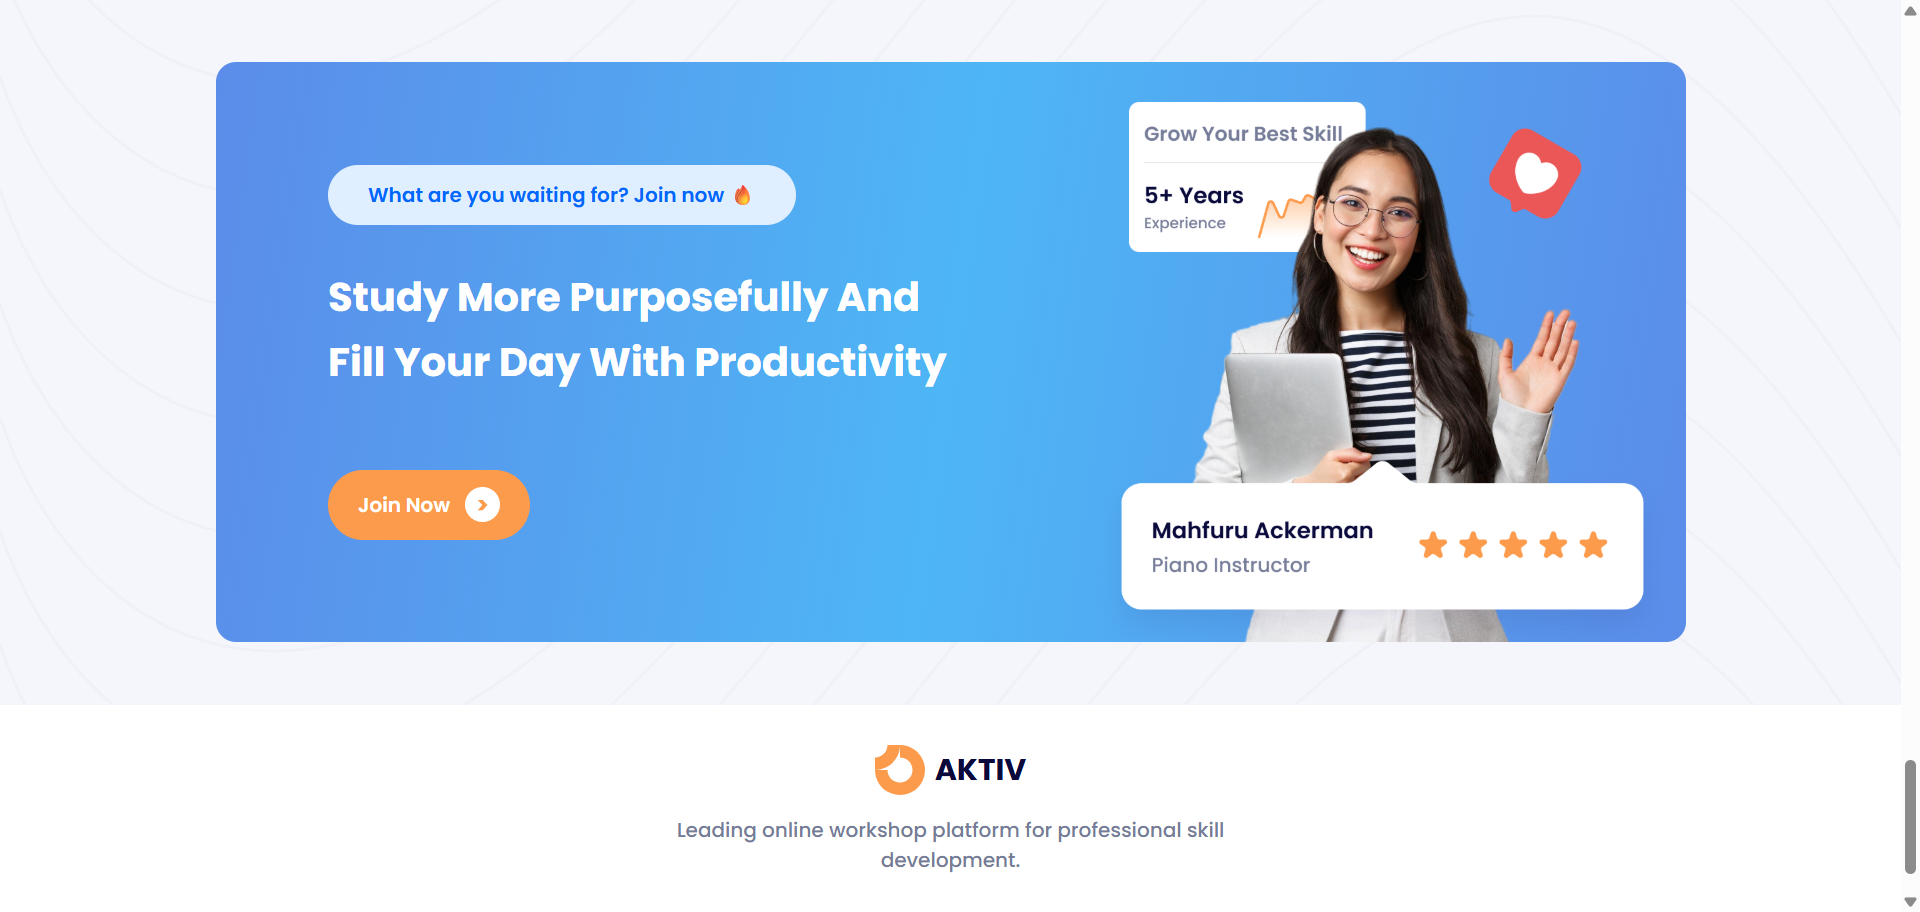 What are you waiting for? Join now 🔥
Study More Purposefully And
Fill Your Day With Productivity
Join Now
Grow Your Best Skill
5+ Years
Experience
Mahfuru Ackerman
Piano Instructor
AKTIV
Leading online workshop platform for professional skill
development.